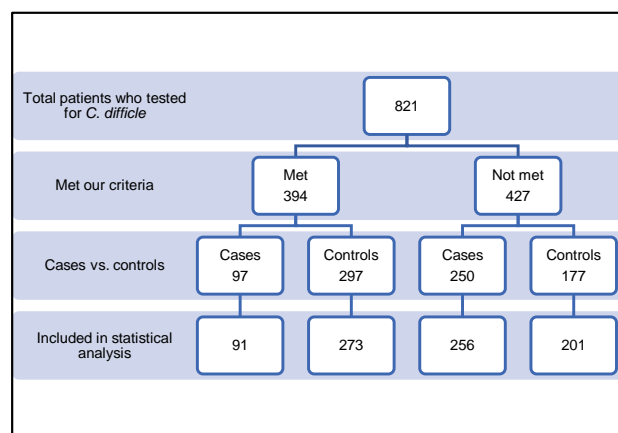 Total patients who tested
for C. difficle
821
Met our criteria
Met
394
Not met
427
Cases vs. controls
Cases
97
Controls
297
Cases
250
Controls
177
Included in statistical
analysis
91
273
256
201